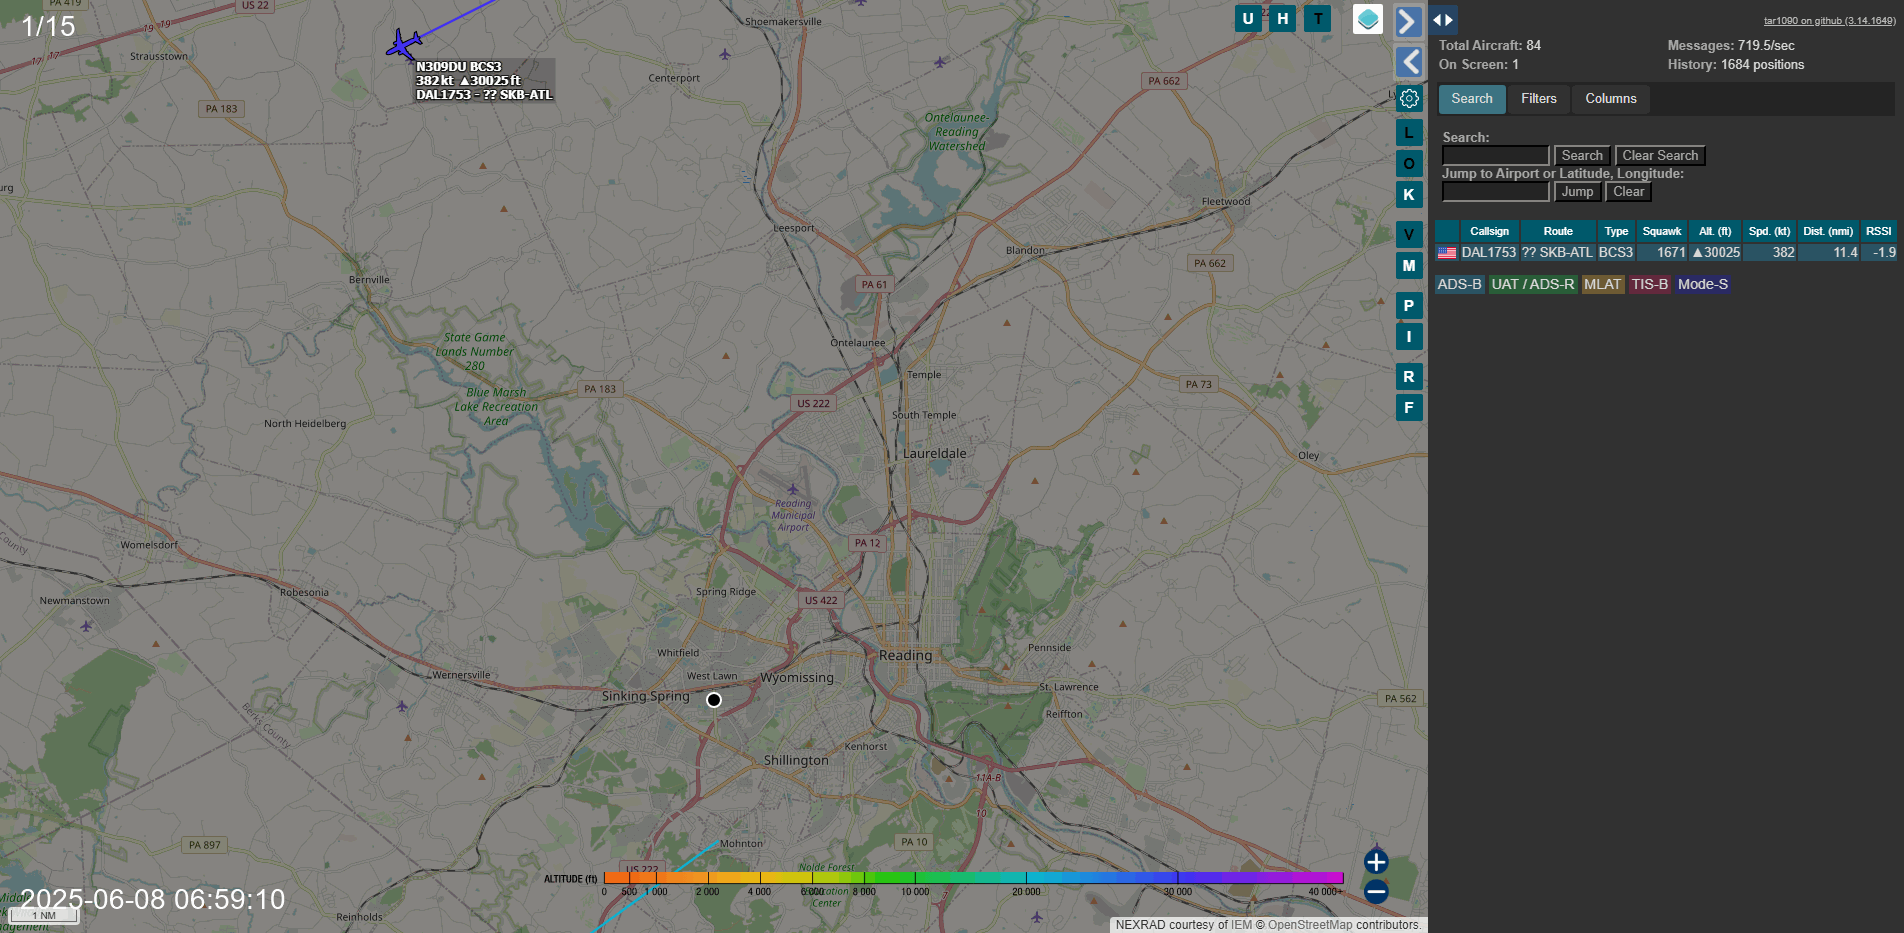 1/15
PA 419
US 22
19
19
17
17
Strausstown
N309DU BCS3
382 kt ▲30025 ft
DAL1753 - ?? SKB-ATL
PA 183
Shoemakersville
Centerport
PA 662
U H T
Ontelaunee-
Reading
Watershed
Fleetwood
Leesport
Blandon
PA 662
Bernville
PA 61
State Game
Lands Number
280
Ontelaunee
Blue Marsh
Lake Recreation
Area
PA 183
Temple
PA 73
US 222
South Temple
North Heidelberg
Laureldale
Oley
Reading
Municipal
Airport
County
Womelsdorf
PA 12
Robesonia
Newmanstown
Spring Ridge
US 422
Whitfield
Reading
Pennside
Wernersville
West Lawn
Wyomissing
Sinking Spring
St. Lawrence
PA 562
Reiffton
Berks County
Kenhorst
Shillington
11A-B
10
PA 897
Mohnton
PA 10
US 222
Nolde Forest
Center
ALTITUDE (ft)
0 500 1 000 2 000 4 000 6 000 8 000 10 000 20 000 30 000 40 000+
2025-06-08 06:59:10
1 NM
Reinholds
NEXRAD courtesy of IEM © OpenStreetMap contributors.
L
O
K
V
M
P
I
R
F
tar1090 on github (3.14.1649)
Total Aircraft: 84
Messages: 719.5/sec
On Screen: 1
History: 1684 positions
Search Filters Columns
Search:
Search Clear Search
Jump to Airport or Latitude, Longitude:
Jump Clear
Callsign Route Type Squawk Alt. (ft) Spd. (kt) Dist. (nmi) RSSI
DAL1753 ?? SKB-ATL BCS3 1671 ▲30025 382 11.4 -1.9
ADS-B UAT / ADS-R MLAT TIS-B Mode-S